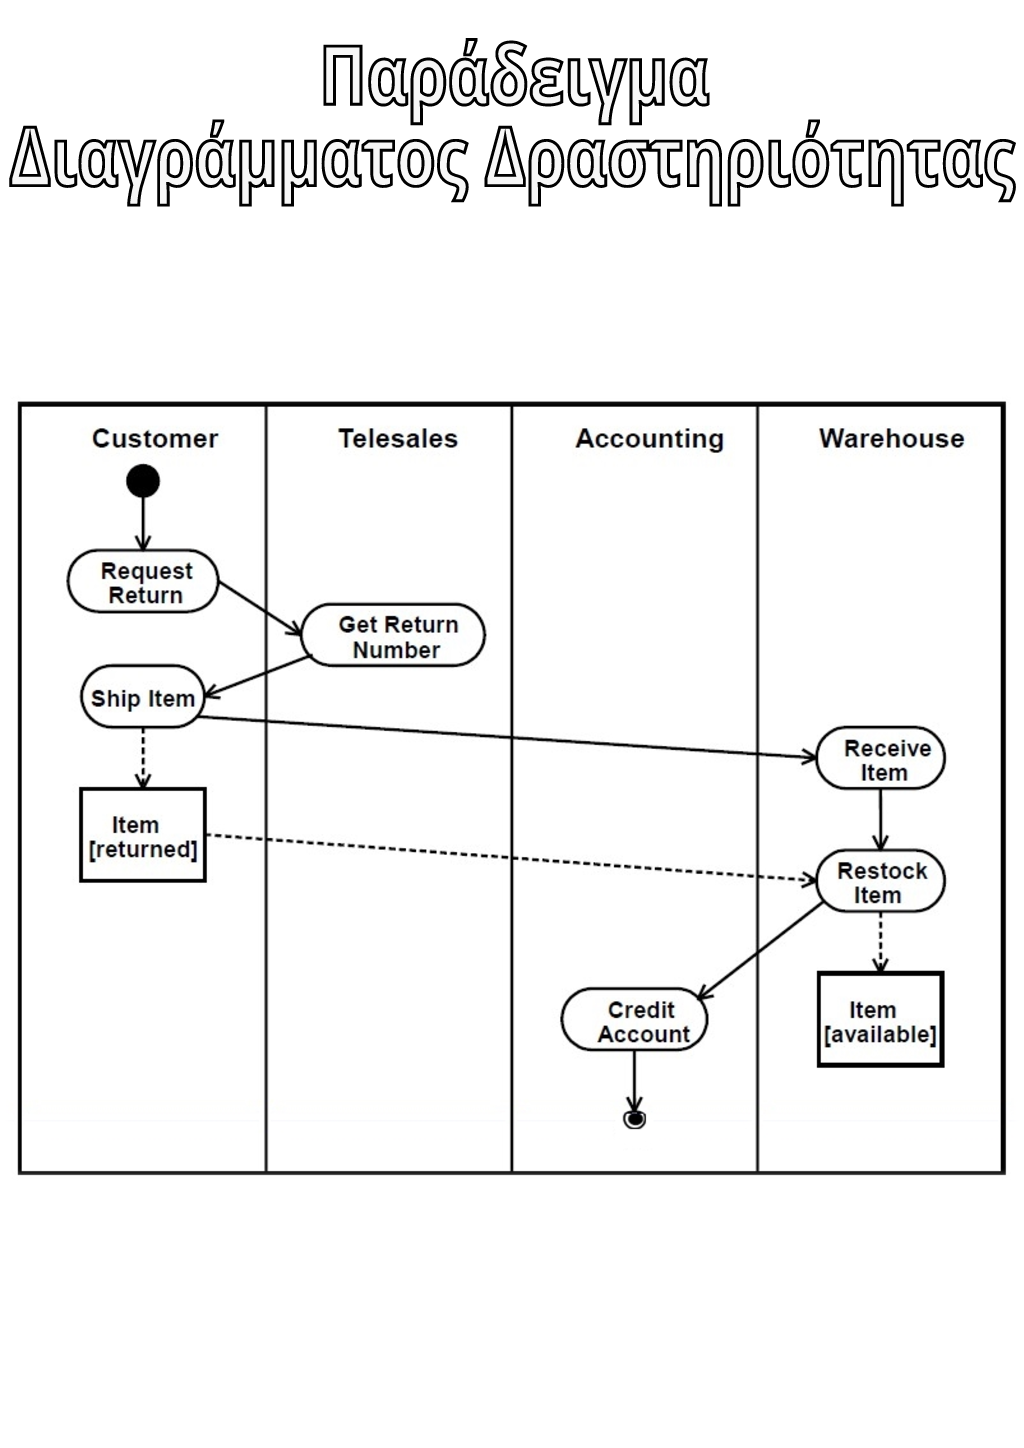 Παράδειγμα
Διαγράμματος Δραστηριότητας
Customer
Telesales
Accounting
Warehouse
Request
Return
Get Return
Number
Ship Item
Receive
Item
Item
[returned]
Restock
Item
Credit
Account
Item
[available]